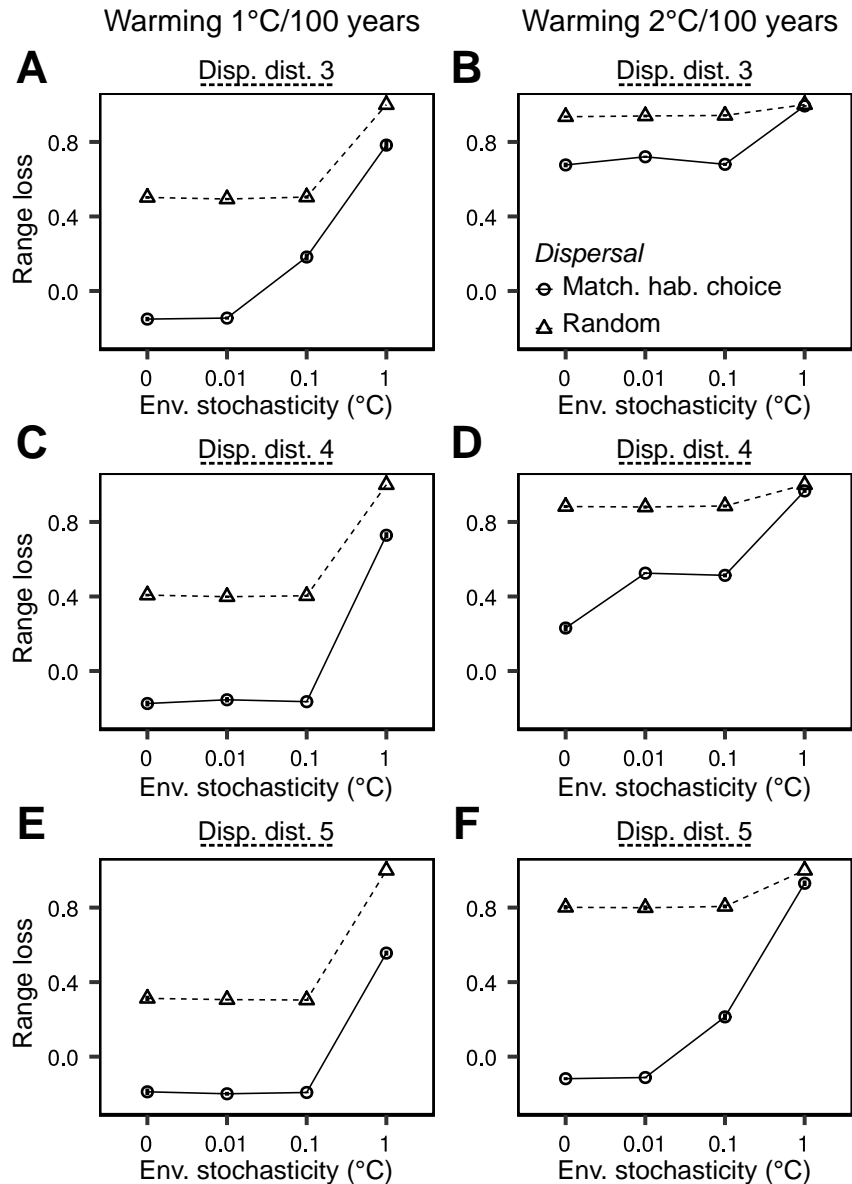 Warming 1°C/100 years
Warming 2°C/100 years
A
Disp. dist. 3
Range loss
0.8
0.4
0.0
0 0.01 0.1 1
Env. stochasticity (°C)
B
Disp. dist. 3
0.8
0.4
0.0
Dispersal
Match. hab. choice
Random
0 0.01 0.1 1
Env. stochasticity (°C)
C
Disp. dist. 4
Range loss
0.8
0.4
0.0
0 0.01 0.1 1
Env. stochasticity (°C)
D
Disp. dist. 4
0.8
0.4
0.0
0 0.01 0.1 1
Env. stochasticity (°C)
E
Disp. dist. 5
Range loss
0.8
0.4
0.0
0 0.01 0.1 1
Env. stochasticity (°C)
F
Disp. dist. 5
0.8
0.4
0.0
0 0.01 0.1 1
Env. stochasticity (°C)